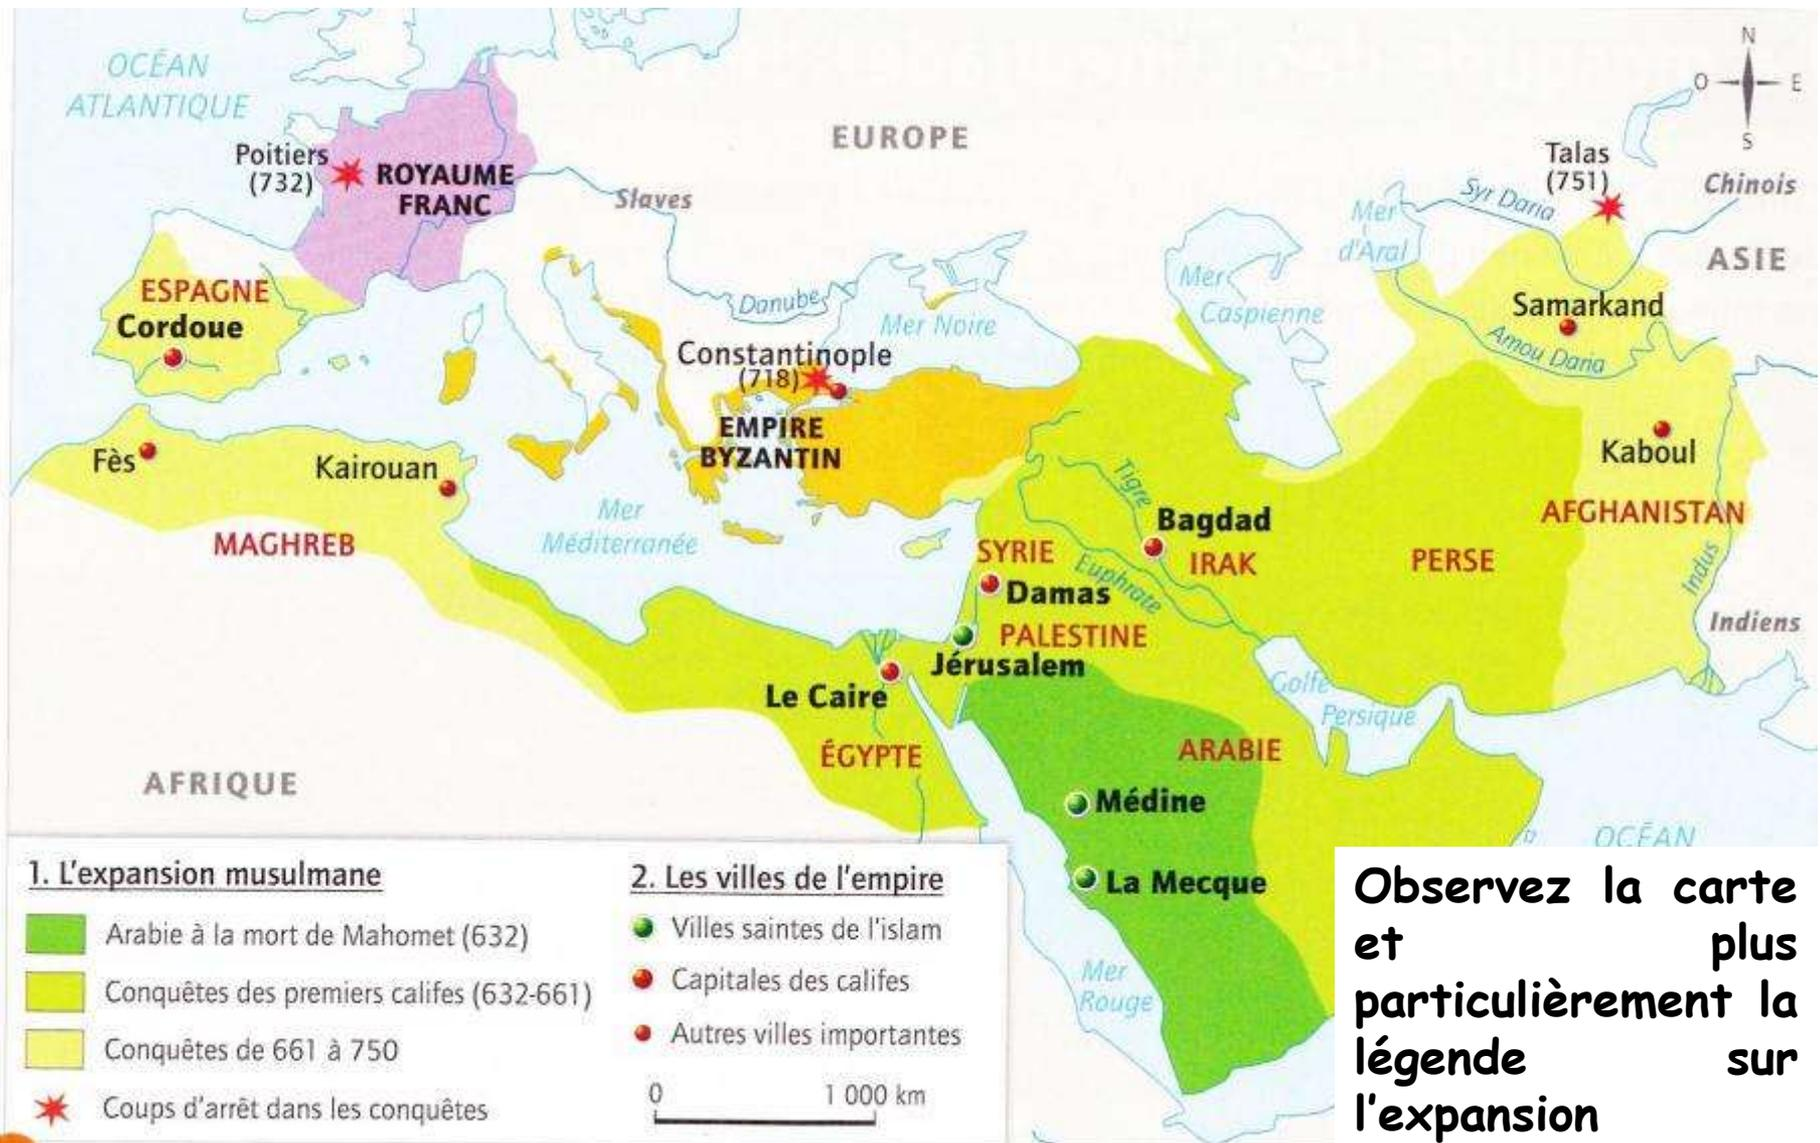 OCÉAN
ATLANTIQUE
EUROPE
N
O
E
S
Poitiers
(732)
ROYAUME
FRANC
Slaves
Talas
(751)
Chinois
Syr Daria
Mer
d'Aral
ASIE
ESPAGNE
Cordoue
Danube
Mer Noire
Mer
Caspienne
Samarkand
Amou Daria
Constantinople
(718)
EMPIRE
BYZANTIN
Fès
Kairouan
Kaboul
MAGHREB
Mer
Méditerranée
Tigre
Bagdad
IRAK
SYRIE
Euphrate
Damas
PERSE
AFGHANISTAN
Indus
Indiens
PALESTINE
Jérusalem
Le Caire
Golfe
Persique
ÉGYPTE
ARABIE
AFRIQUE
Médine
La Mecque
OCÉAN
Mer
Rouge
1. L'expansion musulmane
Arabie à la mort de Mahomet (632)
Conquêtes des premiers califes (632-661)
Conquêtes de 661 à 750
Coups d'arrêt dans les conquêtes
2. Les villes de l'empire
Villes saintes de l'islam
Capitales des califes
Autres villes importantes
0 1 000 km
Observez la carte
et plus
particulièrement la
légende sur
l'expansion